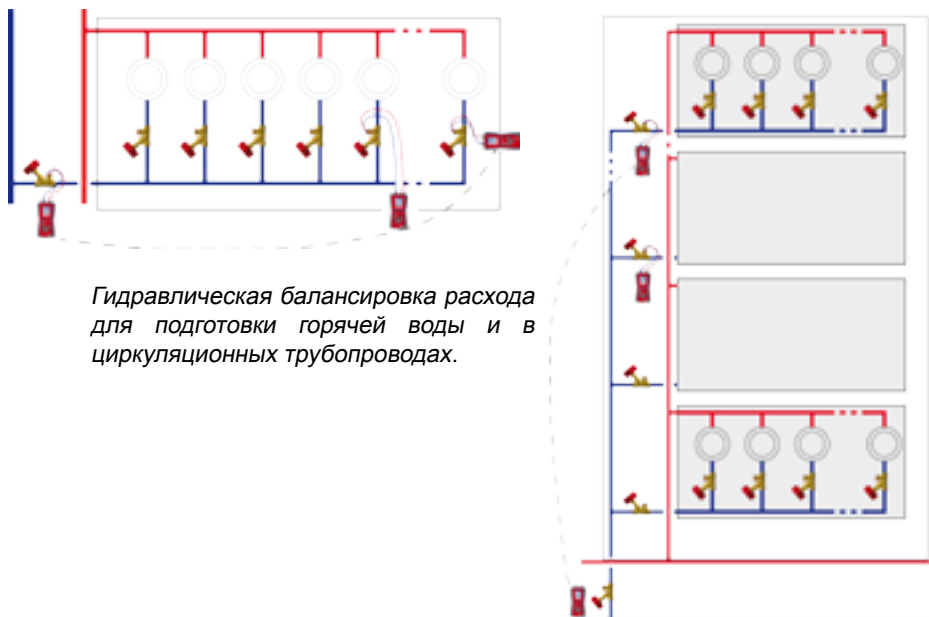 Гидравлическая балансировка расхода
для подготовки горячей воды и в
циркуляционных трубопроводах.